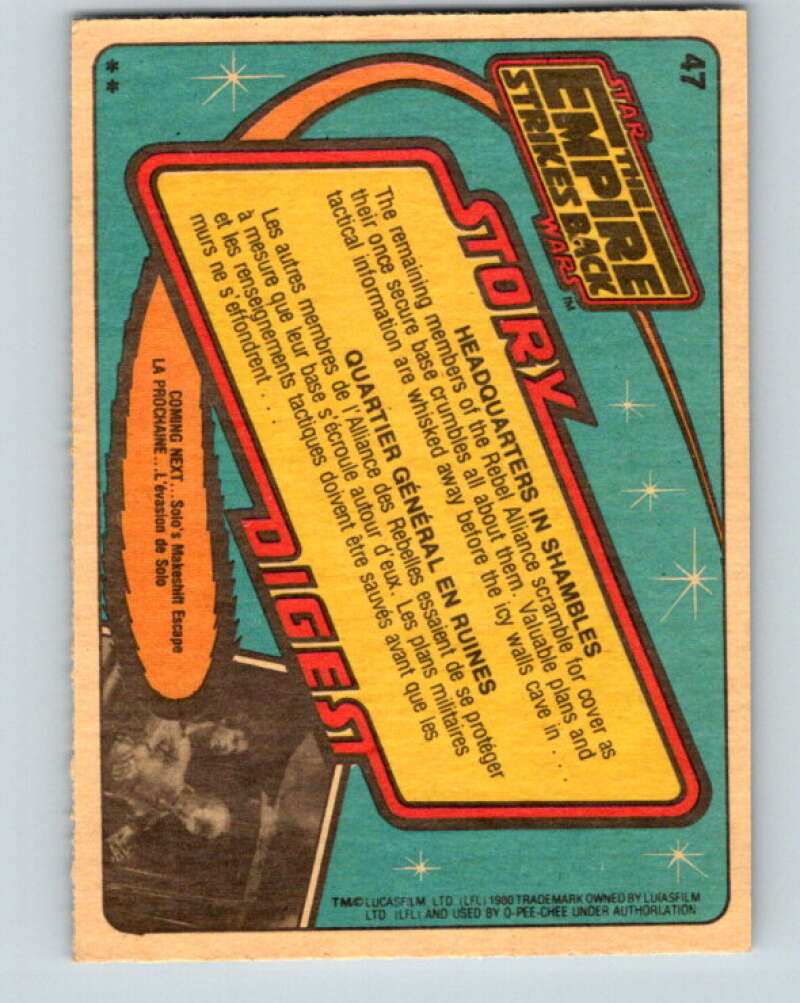 47
STAR
THE
EMPIRE
STRIKES BACK
WARS™
STORY
HEADQUARTERS IN SHAMBLES
The remaining members of the Rebel Alliance scramble for cover as
their once secure base crumbles all about them. Valuable plans and
tactical information are whisked away before the icy walls cave in . . .
QUARTIER GÉNÉRAL EN RUINES
Les autres membres de l'Alliance des Rebelles essaient de se protéger
à mesure que leur base s'écroule autour d'eux. Les plans militaires
et les renseignements tactiques doivent être sauvés avant que les
murs ne s'effondrent . . .
DIGEST
COMING NEXT...Solo's Makeshift Escape
LA PROCHAINE...L'évasion de Solo
**
TM&© LUCASFILM LTD. (LFL) 1980 TRADEMARK OWNED BY LUCASFILM
LTD. (LFL) AND USED BY O-PEE-CHEE UNDER AUTHORIZATION